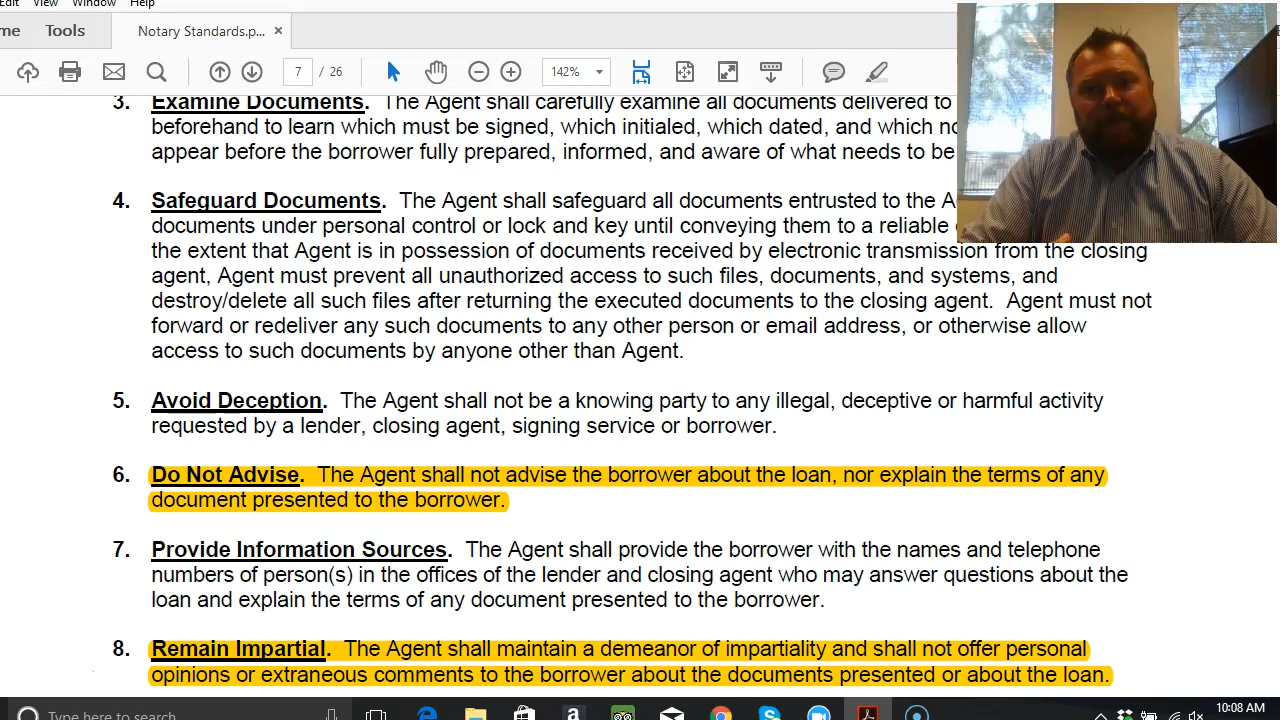 Edit View Window Help
me Tools Notary Standards.p... ×
7 / 26 142%
3. Examine Documents. The Agent shall carefully examine all documents delivered to
beforehand to learn which must be signed, which initialed, which dated, and which
appear before the borrower fully prepared, informed, and aware of what needs to be
4. Safeguard Documents. The Agent shall safeguard all documents entrusted to the
documents under personal control or lock and key until conveying them to a reliable
the extent that Agent is in possession of documents received by electronic transmission from the closing
agent, Agent must prevent all unauthorized access to such files, documents, and systems, and
destroy/delete all such files after returning the executed documents to the closing agent. Agent must not
forward or redeliver any such documents to any other person or email address, or otherwise allow
access to such documents by anyone other than Agent.
5. Avoid Deception. The Agent shall not be a knowing party to any illegal, deceptive or harmful activity
requested by a lender, closing agent, signing service or borrower.
6. Do Not Advise. The Agent shall not advise the borrower about the loan, nor explain the terms of any
document presented to the borrower.
7. Provide Information Sources. The Agent shall provide the borrower with the names and telephone
numbers of person(s) in the offices of the lender and closing agent who may answer questions about the
loan and explain the terms of any document presented to the borrower.
8. Remain Impartial. The Agent shall maintain a demeanor of impartiality and shall not offer personal
opinions or extraneous comments to the borrower about the documents presented or about the loan.
Type here to search 10:08 AM